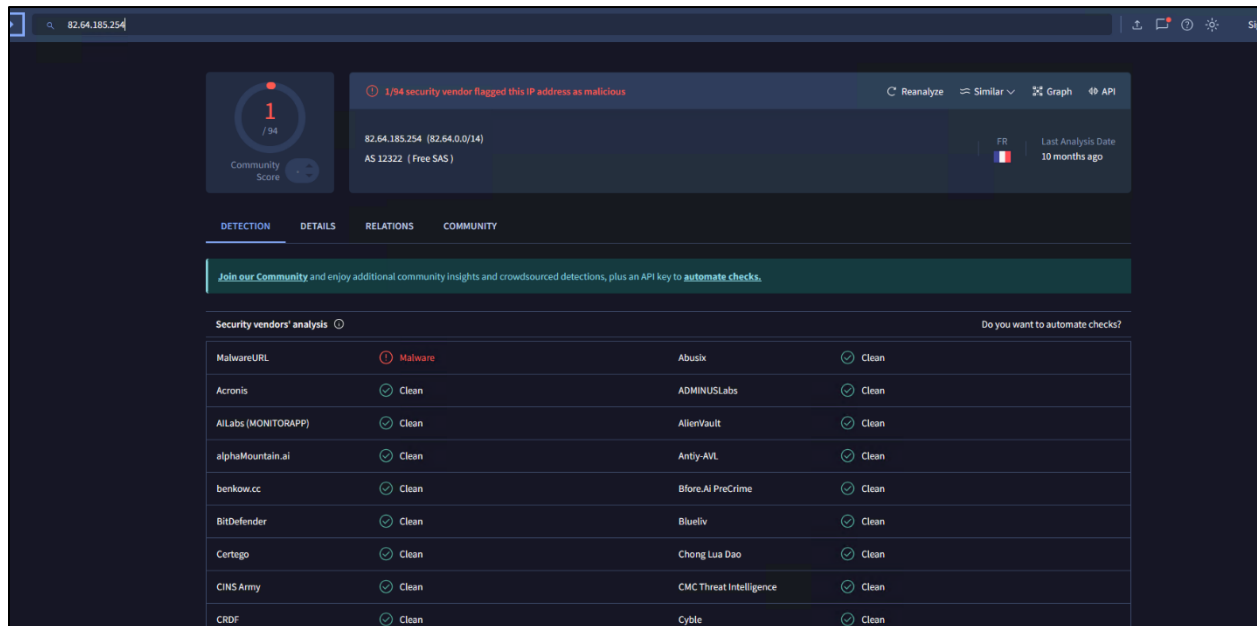 82.64.185.254
1
/ 94
Community
Score
1/94 security vendor flagged this IP address as malicious
Reanalyze
Similar
Graph
API
82.64.185.254 (82.64.0.0/14)
AS 12322 ( Free SAS )
FR
Last Analysis Date
10 months ago
DETECTION DETAILS RELATIONS COMMUNITY
Join our Community and enjoy additional community insights and crowdsourced detections, plus an API key to automate checks.
Security vendors' analysis Do you want to automate checks?
MalwareURL Malware Abusix Clean
Acronis Clean ADMINUSLabs Clean
AILabs (MONITORAPP) Clean AlienVault Clean
alphaMountain.ai Clean Antiy-AVL Clean
benkow.cc Clean Bfore.Ai PreCrime Clean
BitDefender Clean Blueliv Clean
Certego Clean Chong Lua Dao Clean
CINS Army Clean CMC Threat Intelligence Clean
CRDF Clean Cyble Clean